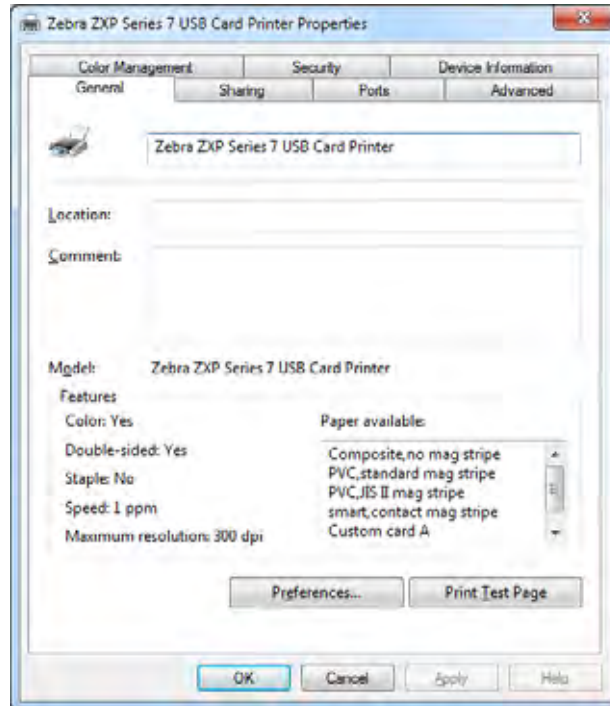 Zebra ZXP Series 7 USB Card Printer Properties
Color Management Security Device Information
General Sharing Ports Advanced
Zebra ZXP Series 7 USB Card Printer
Location:
Comment:
Model: Zebra ZXP Series 7 USB Card Printer
Features
Color: Yes Paper available:
Double-sided: Yes Composite,no mag stripe
PVC,standard mag stripe
Staple: No PVC,JIS II mag stripe
Speed: 1 ppm smart,contact mag stripe
Maximum resolution: 300 dpi Custom card A
Preferences... Print Test Page
OK Cancel Apply Help